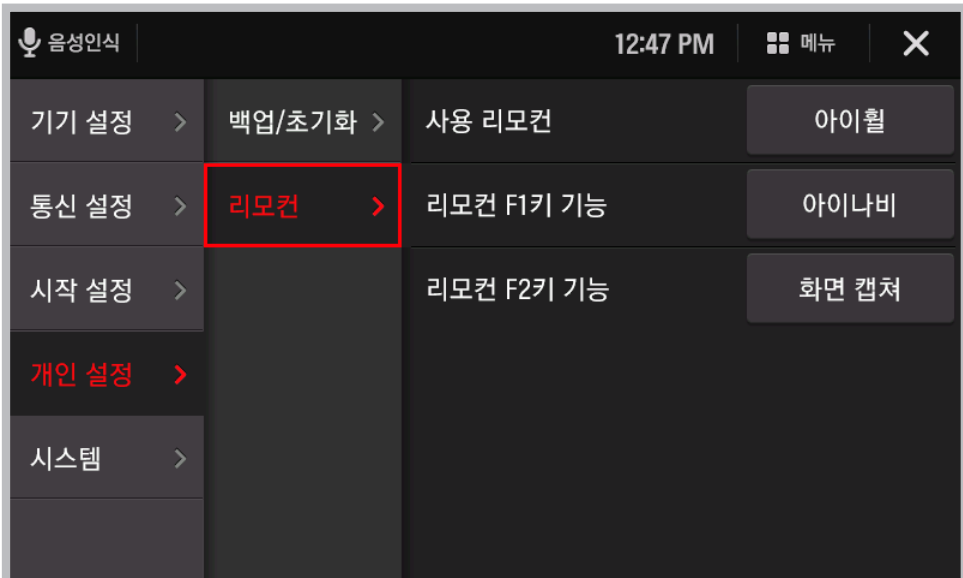 음성인식 12:47 PM 메뉴
기기 설정 백업/초기화 사용 리모컨 아이휠
통신 설정 리모컨 리모컨 F1키 기능 아이나비
시작 설정 리모컨 F2키 기능 화면 캡쳐
개인 설정
시스템